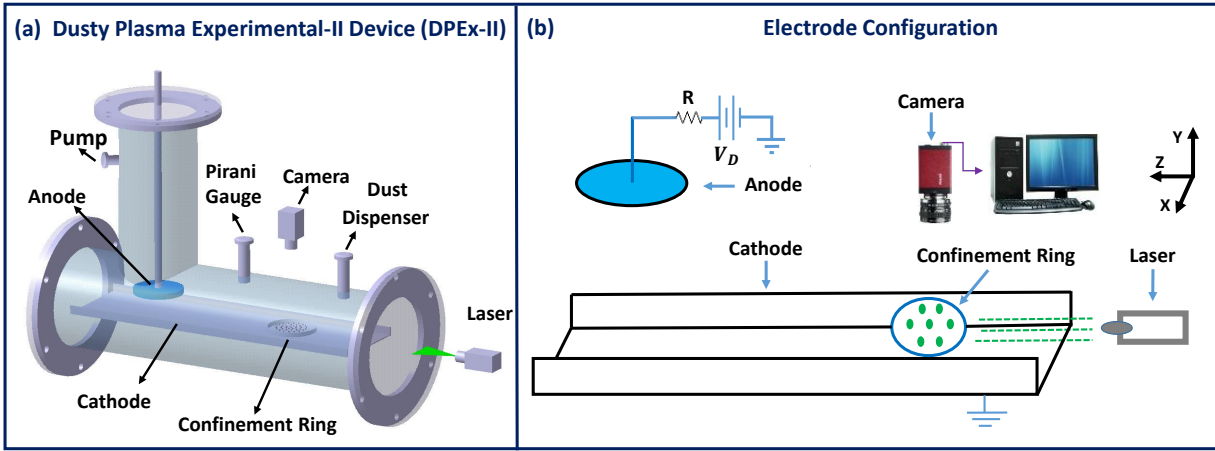 (a) Dusty Plasma Experimental-II Device (DPEx-II)
Pump
Anode
Pirani
Gauge
Camera
Dust
Dispenser
Laser
Cathode
Confinement Ring
(b) Electrode Configuration
R
V_D
Anode
Camera
Y
Z
X
Cathode
Confinement Ring
Laser